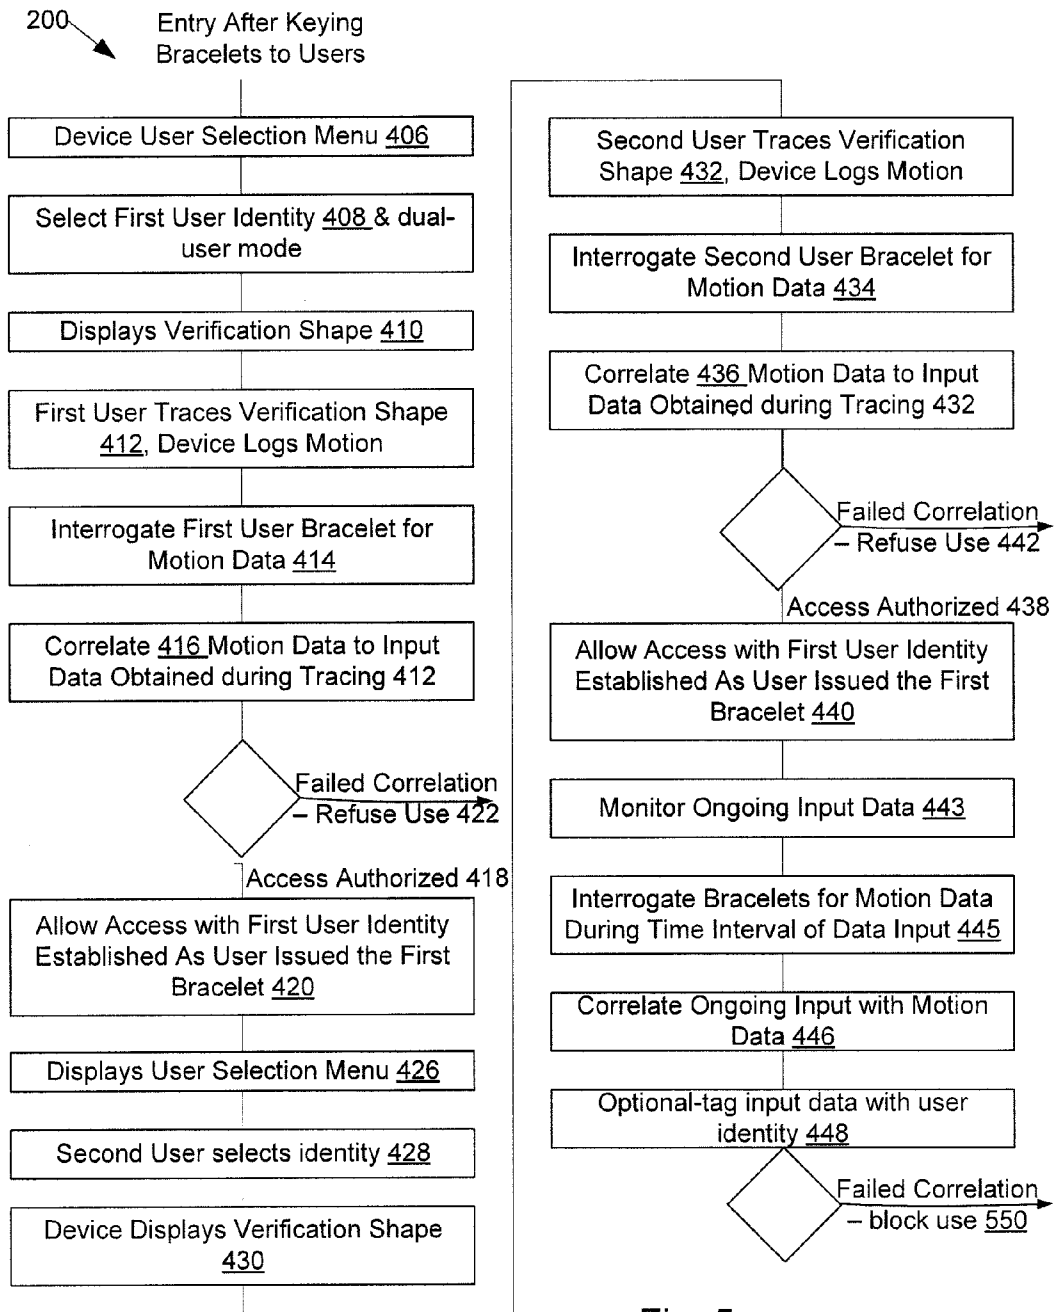 200
Entry After Keying
Bracelets to Users
Device User Selection Menu 406
Select First User Identity 408 & dual-
user mode
Displays Verification Shape 410
First User Traces Verification Shape
412, Device Logs Motion
Interrogate First User Bracelet for
Motion Data 414
Correlate 416 Motion Data to Input
Data Obtained during Tracing 412
Failed Correlation
– Refuse Use 422
Access Authorized 418
Allow Access with First User Identity
Established As User Issued the First
Bracelet 420
Displays User Selection Menu 426
Second User selects identity 428
Device Displays Verification Shape
430
Second User Traces Verification
Shape 432, Device Logs Motion
Interrogate Second User Bracelet for
Motion Data 434
Correlate 436 Motion Data to Input
Data Obtained during Tracing 432
Failed Correlation
– Refuse Use 442
Access Authorized 438
Allow Access with First User Identity
Established As User Issued the First
Bracelet 440
Monitor Ongoing Input Data 443
Interrogate Bracelets for Motion Data
During Time Interval of Data Input 445
Correlate Ongoing Input with Motion
Data 446
Optional-tag input data with user
identity 448
Failed Correlation
– block use 550